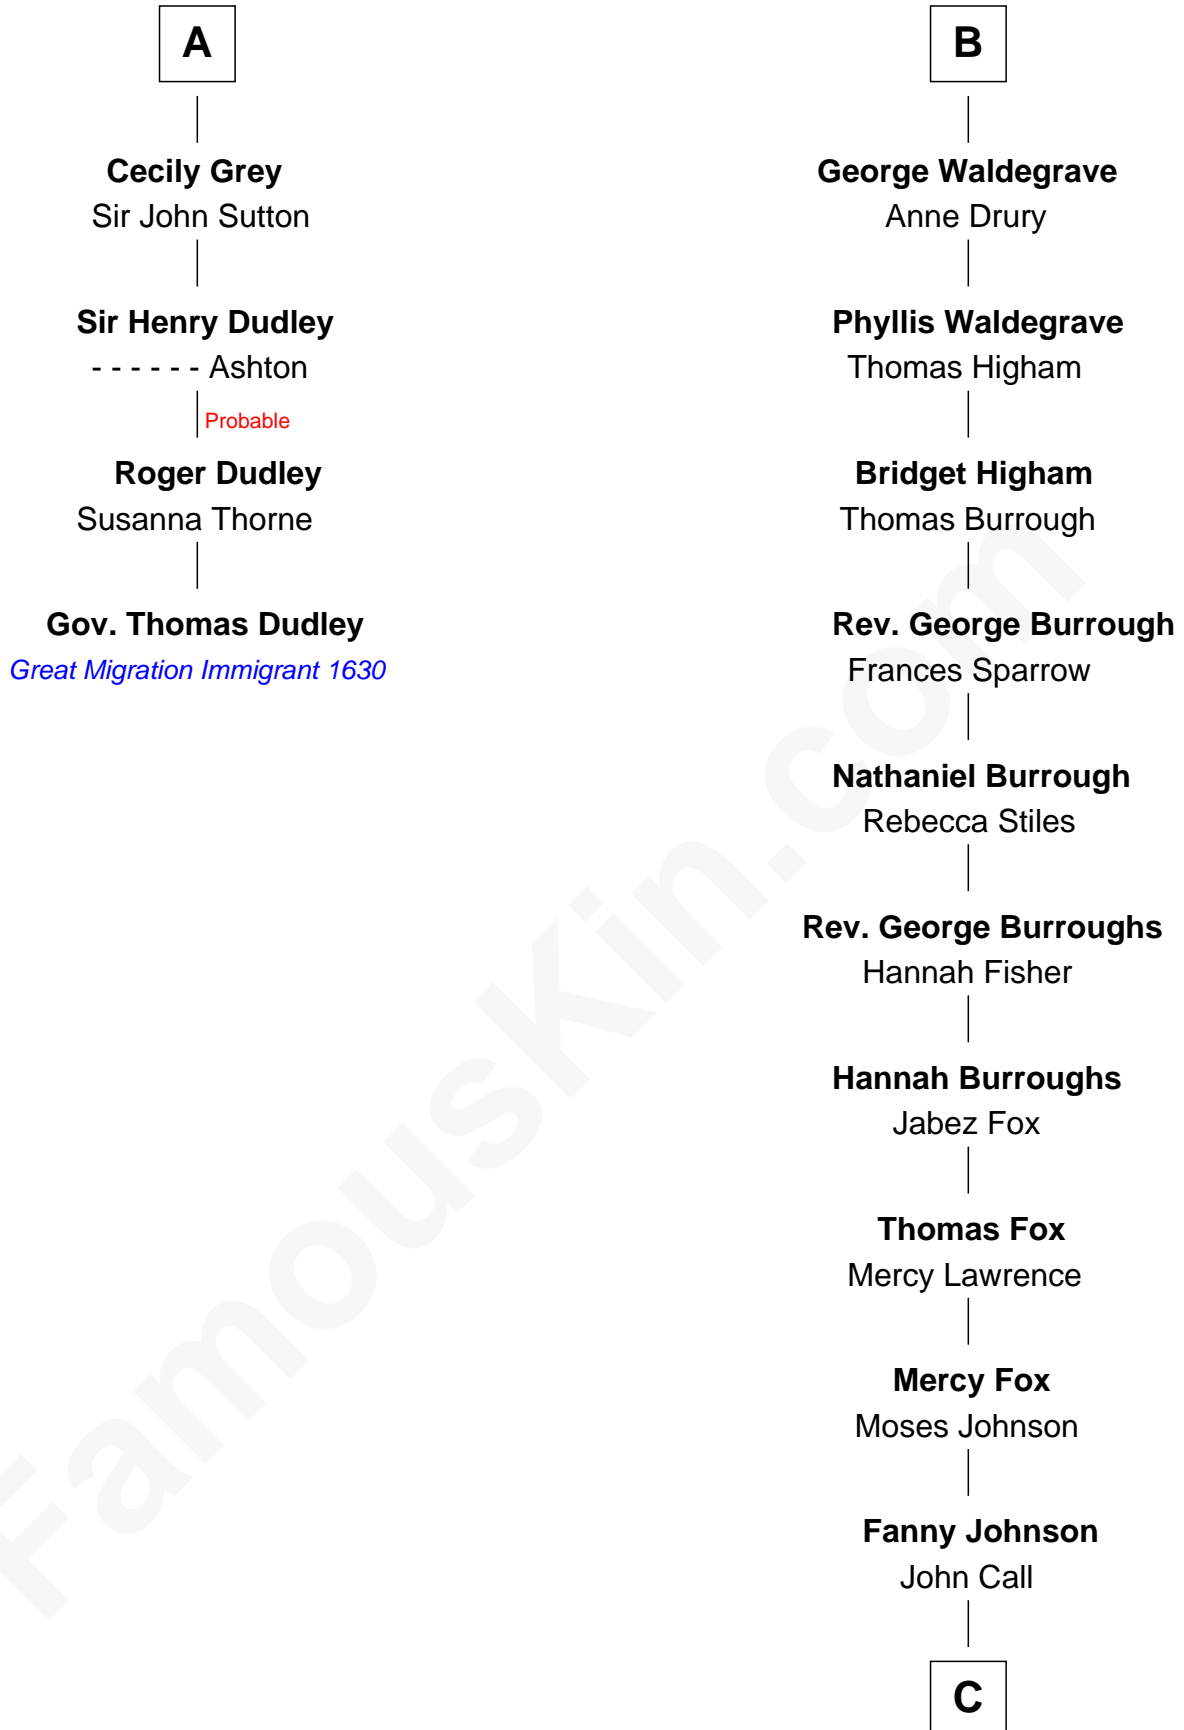 A
Cecily Grey
Sir John Sutton
Sir Henry Dudley
- - - - - - Ashton
Probable
Roger Dudley
Susanna Thorne
Gov. Thomas Dudley
Great Migration Immigrant 1630
B
George Waldegrave
Anne Drury
Phyllis Waldegrave
Thomas Higham
Bridget Higham
Thomas Burrough
Rev. George Burrough
Frances Sparrow
Nathaniel Burrough
Rebecca Stiles
Rev. George Burroughs
Hannah Fisher
Hannah Burroughs
Jabez Fox
Thomas Fox
Mercy Lawrence
Mercy Fox
Moses Johnson
Fanny Johnson
John Call
C
FamousKin.com